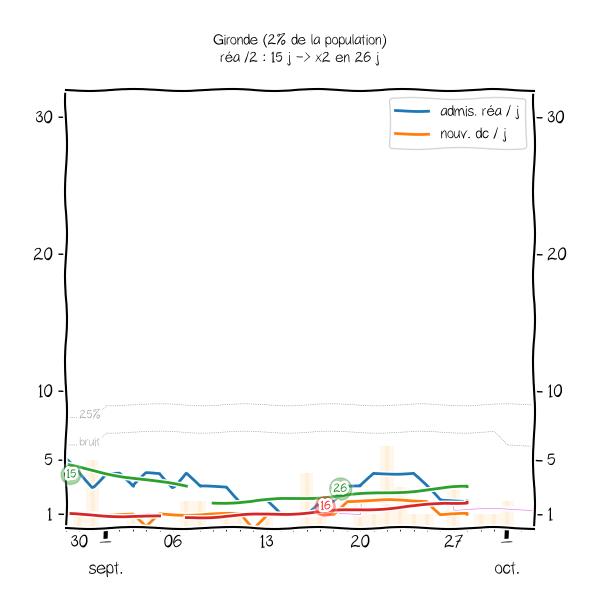 Gironde (2% de la population)
réa /2 : 15 j -> x2 en 26 j
admis. réa / j
nouv. dc / j
30
30
20
20
10
10
25%
bruit
5
5
15
26
16
1
1
30
06
13
20
27
sept.
oct.